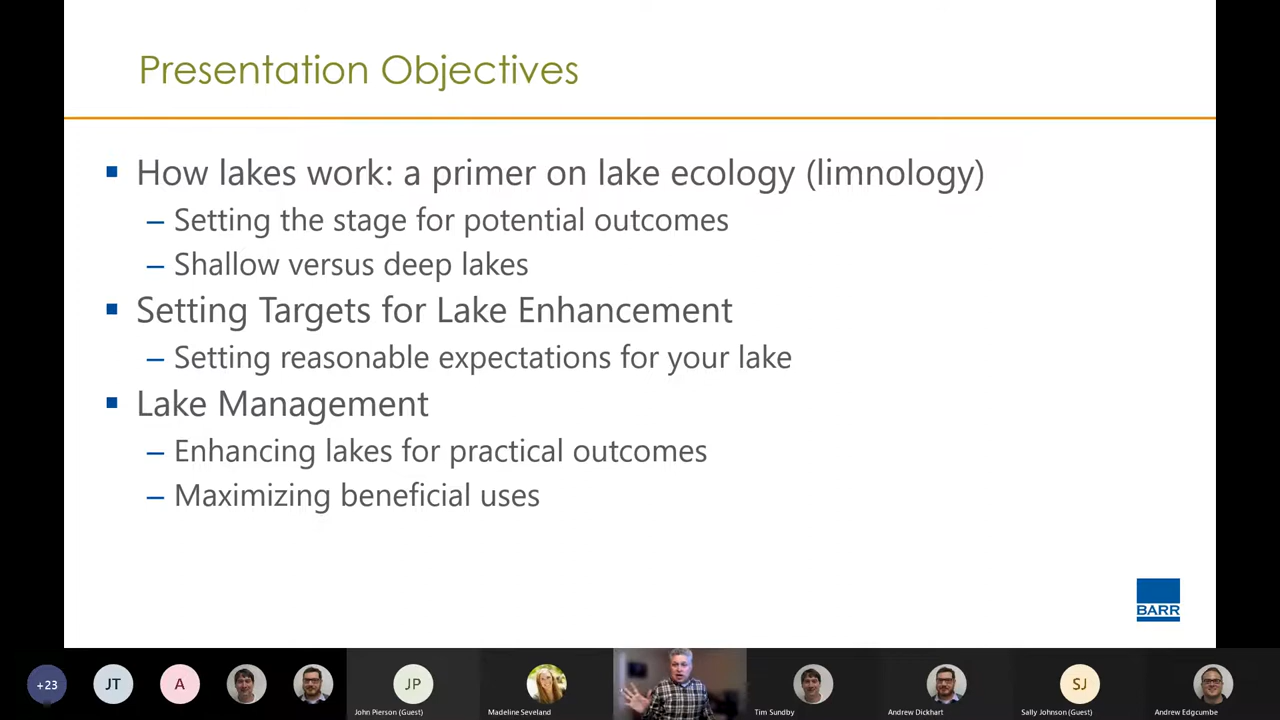 Presentation Objectives
How lakes work: a primer on lake ecology (limnology)
– Setting the stage for potential outcomes
– Shallow versus deep lakes
Setting Targets for Lake Enhancement
– Setting reasonable expectations for your lake
Lake Management
– Enhancing lakes for practical outcomes
– Maximizing beneficial uses
BARR
+23
JT
A
JP
SJ
John Pierson (Guest)
Madeline Seveland
Tim Sundby
Andrew Dickhart
Sally Johnson (Guest)
Andrew Edgcumbe